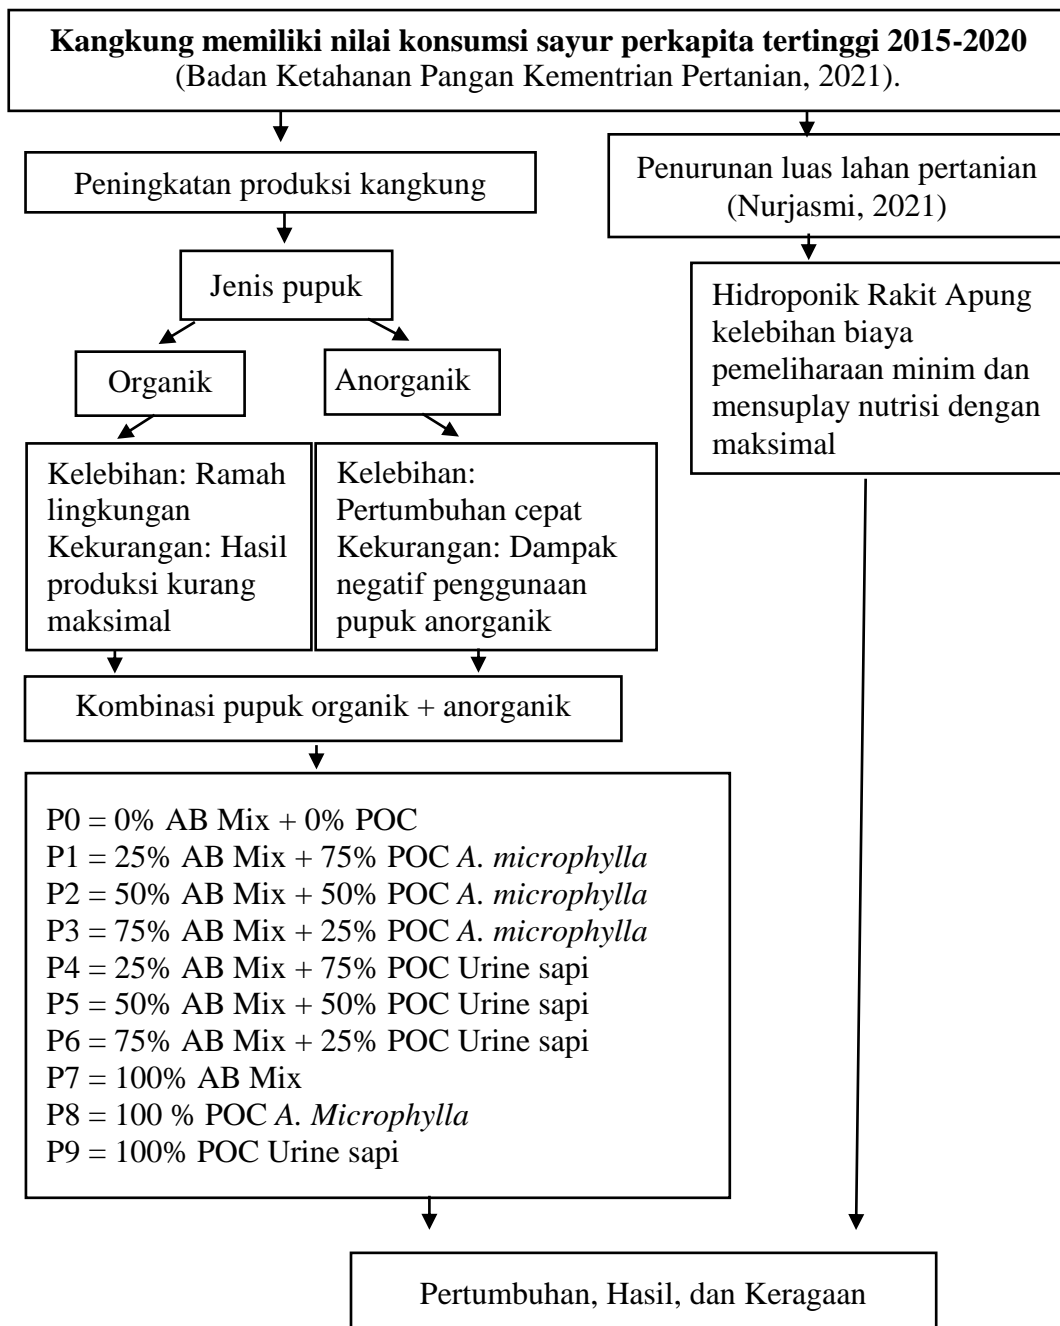 Kangkung memiliki nilai konsumsi sayur perkapita tertinggi 2015-2020
(Badan Ketahanan Pangan Kementrian Pertanian, 2021).
Peningkatan produksi kangkung
Penurunan luas lahan pertanian
(Nurjasmi, 2021)
Jenis pupuk
Hidroponik Rakit Apung
kelebihan biaya
pemeliharaan minim dan
mensuplay nutrisi dengan
maksimal
Organik
Anorganik
Kelebihan: Ramah
lingkungan
Kekurangan: Hasil
produksi kurang
maksimal
Kelebihan:
Pertumbuhan cepat
Kekurangan: Dampak
negatif penggunaan
pupuk anorganik
Kombinasi pupuk organik + anorganik
P0 = 0% AB Mix + 0% POC
P1 = 25% AB Mix + 75% POC A. microphylla
P2 = 50% AB Mix + 50% POC A. microphylla
P3 = 75% AB Mix + 25% POC A. microphylla
P4 = 25% AB Mix + 75% POC Urine sapi
P5 = 50% AB Mix + 50% POC Urine sapi
P6 = 75% AB Mix + 25% POC Urine sapi
P7 = 100% AB Mix
P8 = 100 % POC A. Microphylla
P9 = 100% POC Urine sapi
Pertumbuhan, Hasil, dan Keragaan